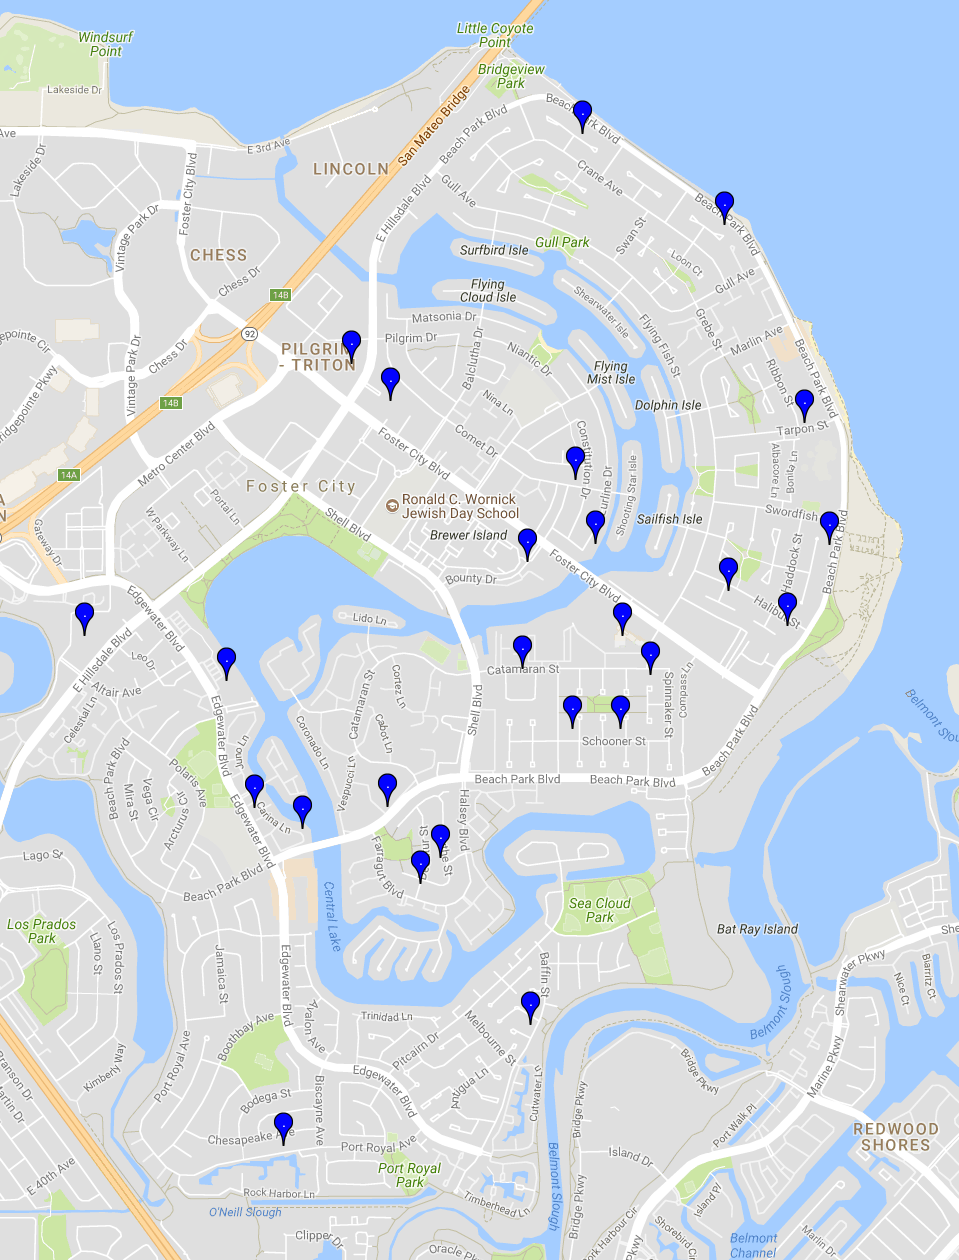 Windsurf
Point
Little Coyote
Point
Bridgeview
Park
Lakeside Dr
San Mateo Bridge
Beach Park Blvd
E 3rd Ave
LINCOLN
Lakeside Dr
Foster City Blvd
Vintage Park Dr
E Hillsdale Blvd
Gull Ave
Crane Ave
Swan St
Gull Park
Surfbird Isle
CHESS
Chess Dr
Loon Ct
Gull Ave
Flying
Cloud Isle
Shearwater Isle
14B
92
Matsonia Dr
Pilgrim Dr
Grebe St
Marlin Ave
Flying Fish St
Chess Dr
Vintage Park Dr
- TRITON
Balclutha Dr
Niantic Dr
Flying
Mist Isle
Ribbon St
Beach Park Blvd
14B
Nina Ln
Dolphin Isle
Tarpon St
Metro Center Blvd
Foster City Blvd
Comet Dr
Constitution Dr
Shooting Star Isle
Albacore Ln
Bonita Ln
14A
Foster City
Portal Ln
W Parkway Ln
Ronald C. Wornick
Jewish Day School
Shell Blvd
Brewer Island
Sailfish Isle
Swordfish
Gateway Dr
Bounty Dr
Foster City Blvd
Haddock St
Beach Park Blvd
Edgewater Blvd
Lido Ln
E Hillsdale Blvd
Leo Dr
Altair Ave
Celestial Ln
Catamaran St
Cortez Ln
Catamaran St
Spinnaker St
Compass Ln
Shell Blvd
Edgewater Blvd
Coronado Ln
Cabot Ln
Schooner St
Beach Park Blvd
Polaris Ave
Beach Park Blvd
Mira St
Vega Cir
Arcturus Cir
Vespucci Ln
Beach Park Blvd
Beach Park Blvd
Edgewater Blvd
Halsey Blvd
Lago St
Beach Park Blvd
Farragut Blvd
Central Lake
Sea Cloud
Park
Bat Ray Island
Los Prados
Park
Llano St
Los Prados St
Jamaica St
Edgewater Blvd
Baffin St
Shearwater Pkwy
Nice Ct
Biarritz Ct
Belmont Slough
Trinidad Ln
Melbourne St
Boothbay Ave
Avalon Ave
Pitcairn Dr
Kimberly Way
Port Royal Ave
Edgewater Blvd
Antigua Ln
Cutwater Ln
Bridge Pkwy
Bridge Pkwy
Marine Pkwy
Bodega St
Biscayne Ave
Port Walk Pl
REDWOOD
SHORES
Port Royal Ave
Port Royal
Park
Island Dr
E 40th Ave
Rock Harbor Ln
Timberhead Ln
O'Neill Slough
Belmont Slough
Bridge Pkwy
Island Pl
Clipper Dr
Shorebird Cir
Belmont
Channel
Marlin Dr